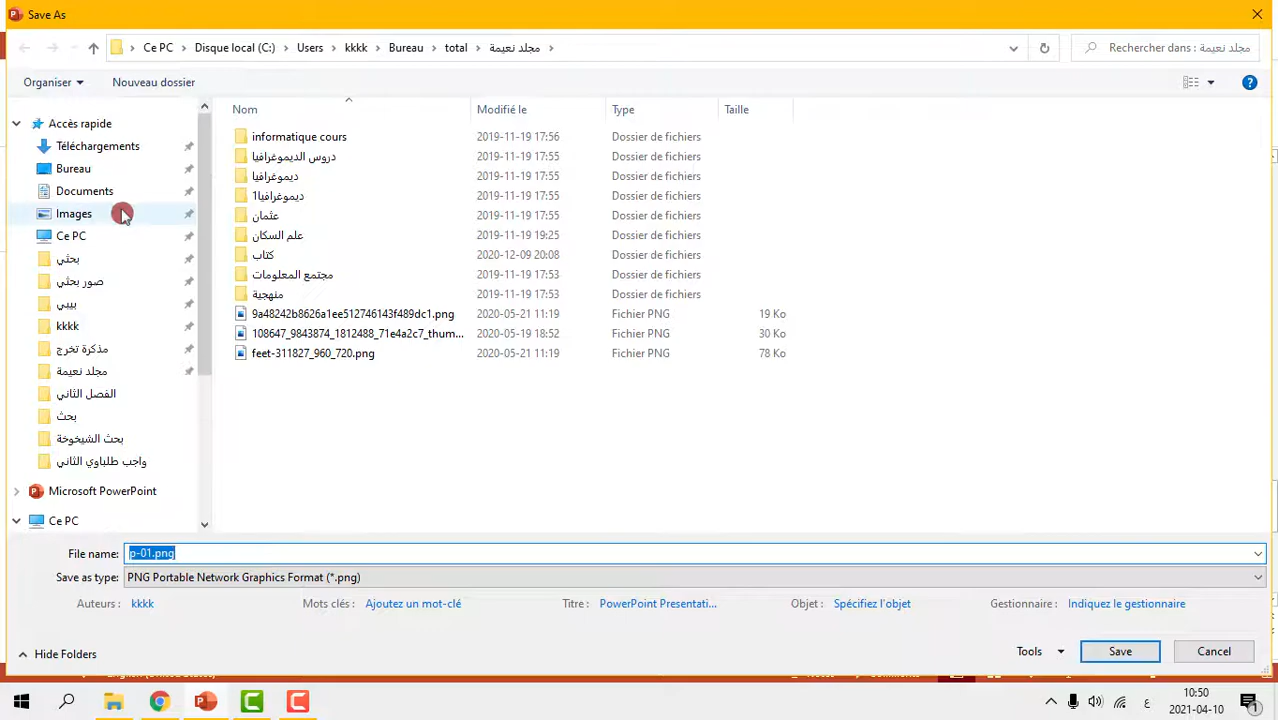 Save As
Ce PC > Disque local (C:) > Users > kkkk > Bureau > total > مجلد نعيمة >
Rechercher dans : مجلد نعيمة
Organiser
Nouveau dossier
Nom
Modifié le
Type
Taille
Accès rapide
Téléchargements
Bureau
Documents
Images
Ce PC
بحثي
صور بحثي
بيبي
kkkk
مذكرة تخرج
مجلد نعيمة
الفصل الثاني
بحث
بحث الشيخوخة
واجب طلباوي الثاني
Microsoft PowerPoint
Ce PC
informatique cours 2019-11-19 17:56 Dossier de fichiers
دروس الديموغرافيا 2019-11-19 17:55 Dossier de fichiers
ديموغرافيا 2019-11-19 17:55 Dossier de fichiers
ديموغرافيا1 2019-11-19 17:55 Dossier de fichiers
عثمان 2019-11-19 17:55 Dossier de fichiers
علم السكان 2019-11-19 19:25 Dossier de fichiers
كتاب 2020-12-09 20:08 Dossier de fichiers
مجتمع المعلومات 2019-11-19 17:53 Dossier de fichiers
منهجية 2019-11-19 17:53 Dossier de fichiers
9a48242b8626a1ee512746143f489dc1.png 2020-05-21 11:19 Fichier PNG 19 Ko
108647_9843874_1812488_71e4a2c7_thum... 2020-05-19 18:52 Fichier PNG 30 Ko
feet-311827_960_720.png 2020-05-21 11:19 Fichier PNG 78 Ko
File name: p-01.png
Save as type: PNG Portable Network Graphics Format (*.png)
Auteurs : kkkk
Mots clés : Ajoutez un mot-clé
Titre : PowerPoint Presentati...
Objet : Spécifiez l'objet
Gestionnaire : Indiquez le gestionnaire
Hide Folders
Tools
Save
Cancel
10:50
2021-04-10
ع
1